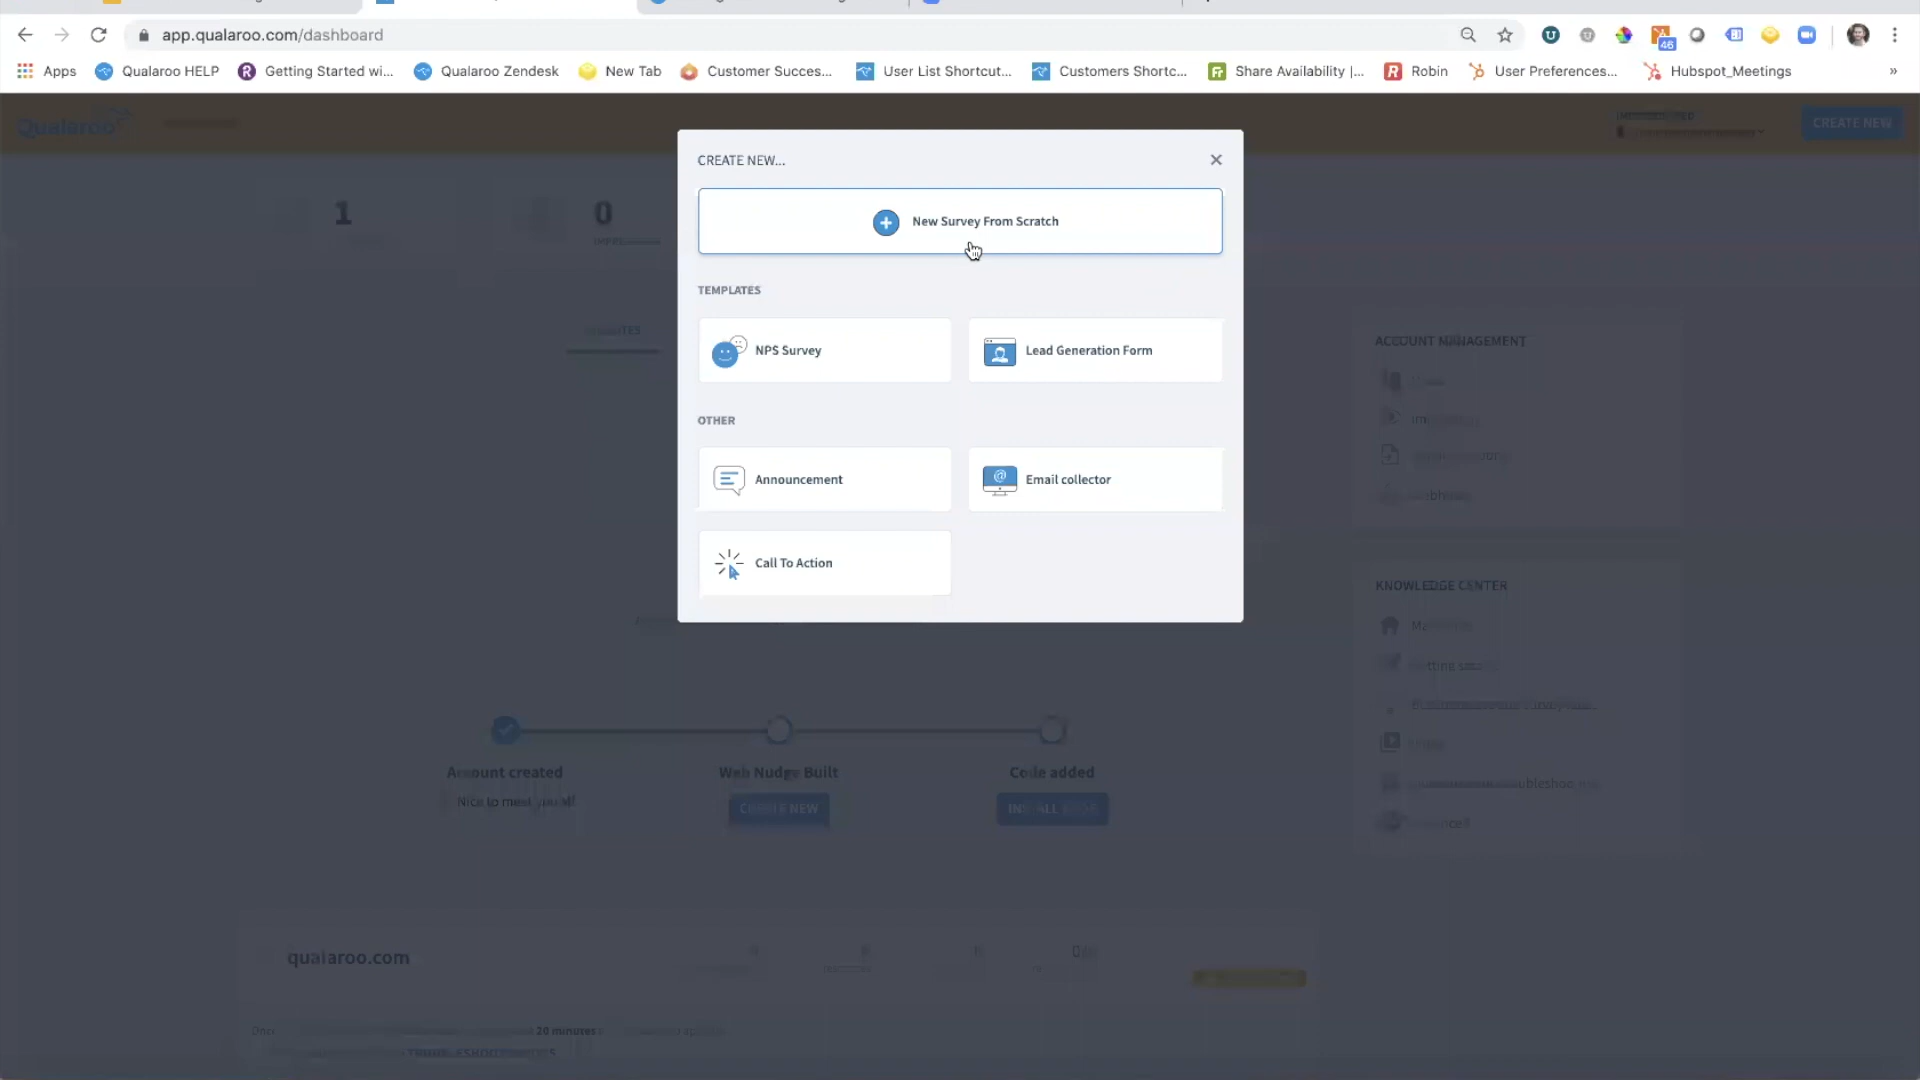 app.qualaroo.com/dashboard
46
Apps Qualaroo HELP Getting Started wi... Qualaroo Zendesk New Tab Customer Succes... User List Shortcut... Customers Shortc... Share Availability |... Robin User Preferences... Hubspot_Meetings »
Qualaroo
CREATE NEW
CREATE NEW...
New Survey From Scratch
1
0
TEMPLATES
NPS Survey
Lead Generation Form
ACCOUNT MANAGEMENT
OTHER
Announcement
Email collector
Call To Action
KNOWLEDGE CENTER
Account created
Web Nudge Built
Code added
Nice to meet you
CREATE NEW
INSTALL CODE
qualaroo.com
20 minutes